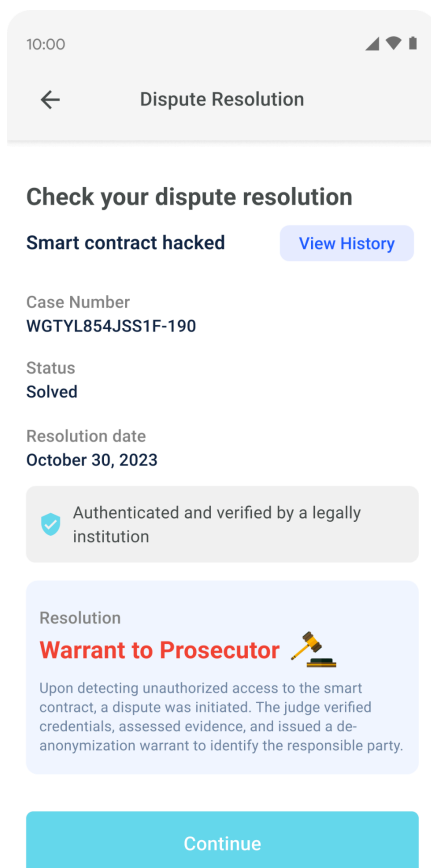 10:00
Dispute Resolution
Check your dispute resolution
Smart contract hacked
View History
Case Number
WGTYL854JSS1F-190
Status
Solved
Resolution date
October 30, 2023
Authenticated and verified by a legally
institution
Resolution
Warrant to Prosecutor
Upon detecting unauthorized access to the smart
contract, a dispute was initiated. The judge verified
credentials, assessed evidence, and issued a de-
anonymization warrant to identify the responsible party.
Continue